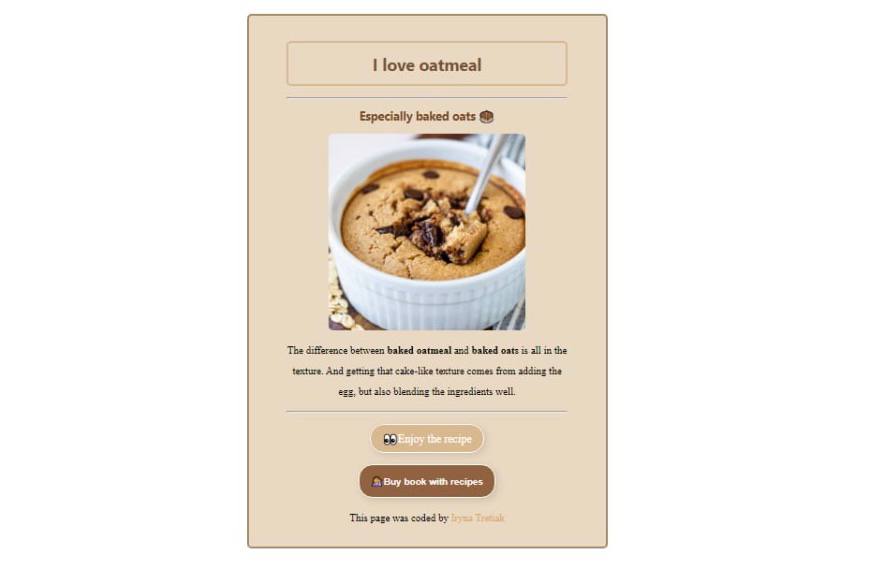 I love oatmeal
Especially baked oats
The difference between baked oatmeal and baked oats is all in the
texture. And getting that cake-like texture comes from adding the
egg, but also blending the ingredients well.
👀Enjoy the recipe
Buy book with recipes
This page was coded by Iryna Tretiak